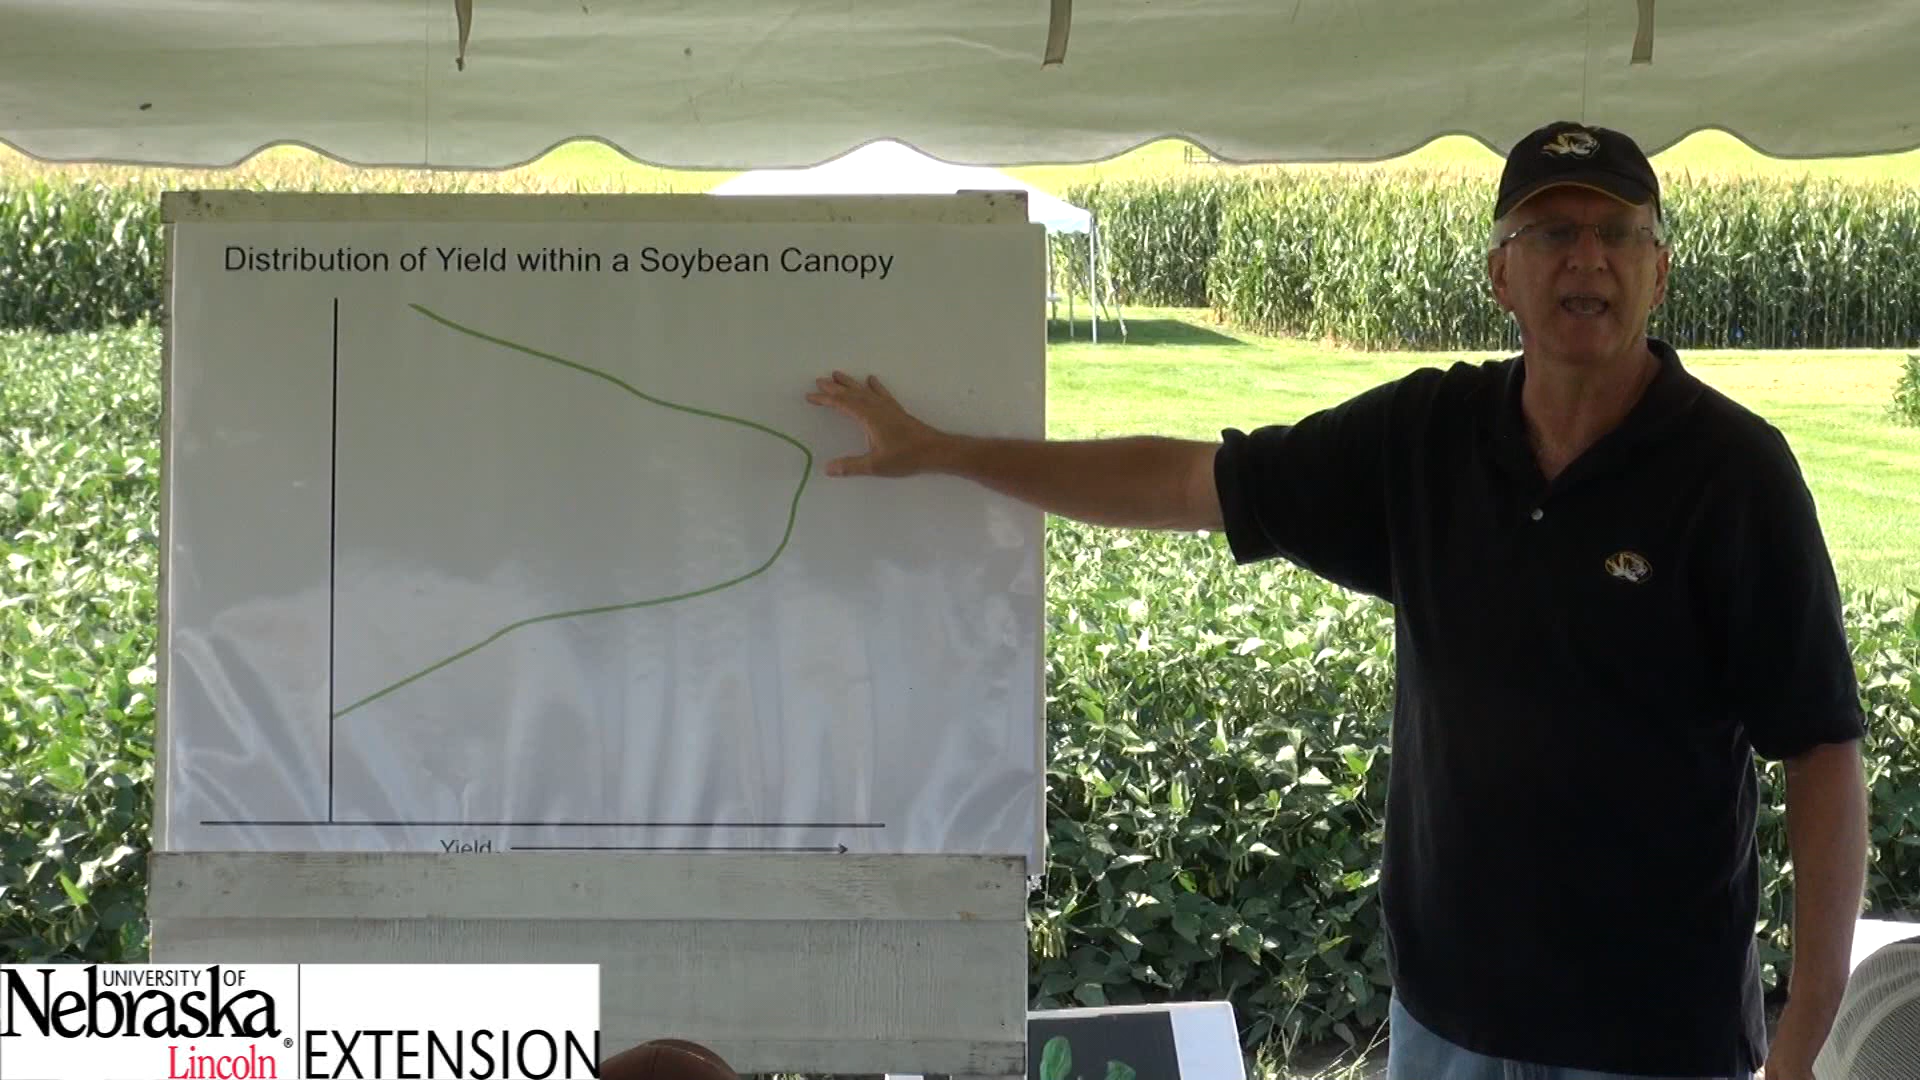 Distribution of Yield within a Soybean Canopy
Yield
UNIVERSITY OF
Nebraska
Lincoln®
EXTENSION